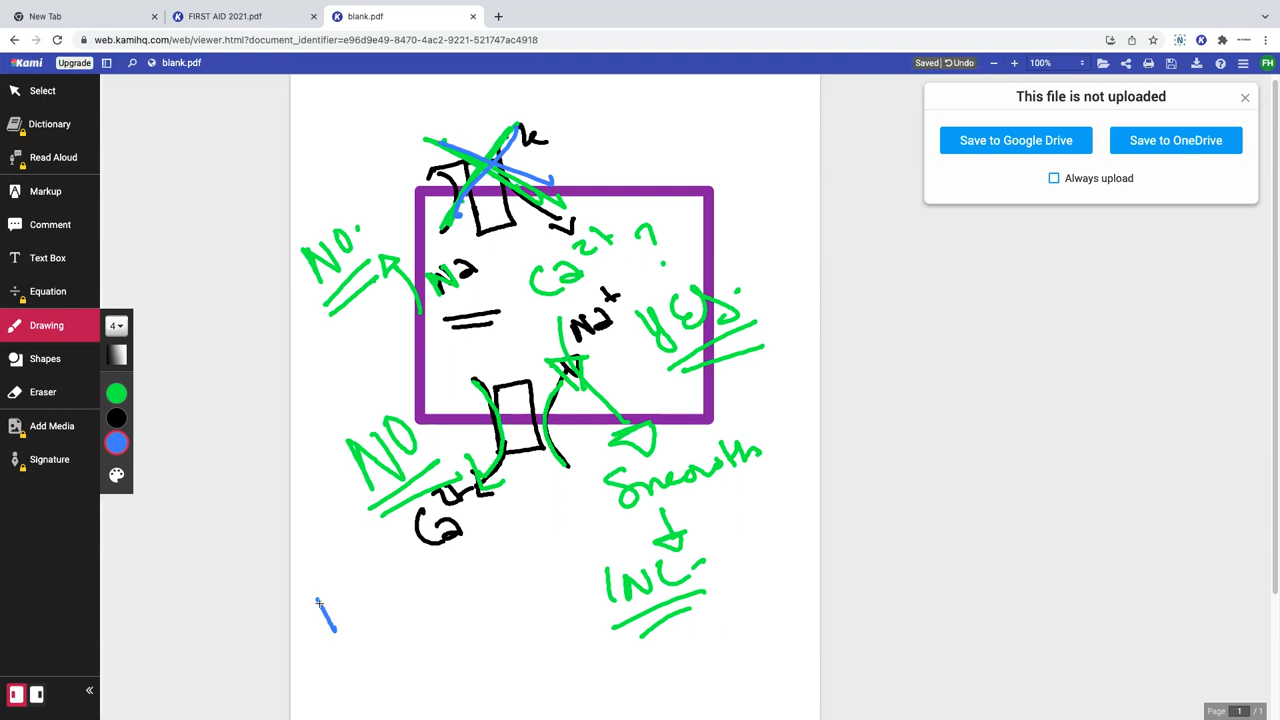 New Tab
FIRST AID 2021.pdf
blank.pdf
web.kamihq.com/web/viewer.html?document_identifier=e96d9e49-8470-4ac2-9221-521747ac4918
Kami
Upgrade
blank.pdf
Saved
Undo
100%
FH
Select
Dictionary
Read Aloud
Markup
Comment
Text Box
Equation
Drawing
Shapes
Eraser
Add Media
Signature
4
This file is not uploaded
Save to Google Drive
Save to OneDrive
Always upload
k
NO.
Na
Ca2+ ?
Na+
YES.
NO
Ca2+
Smooth
INC.
Page 1 / 1